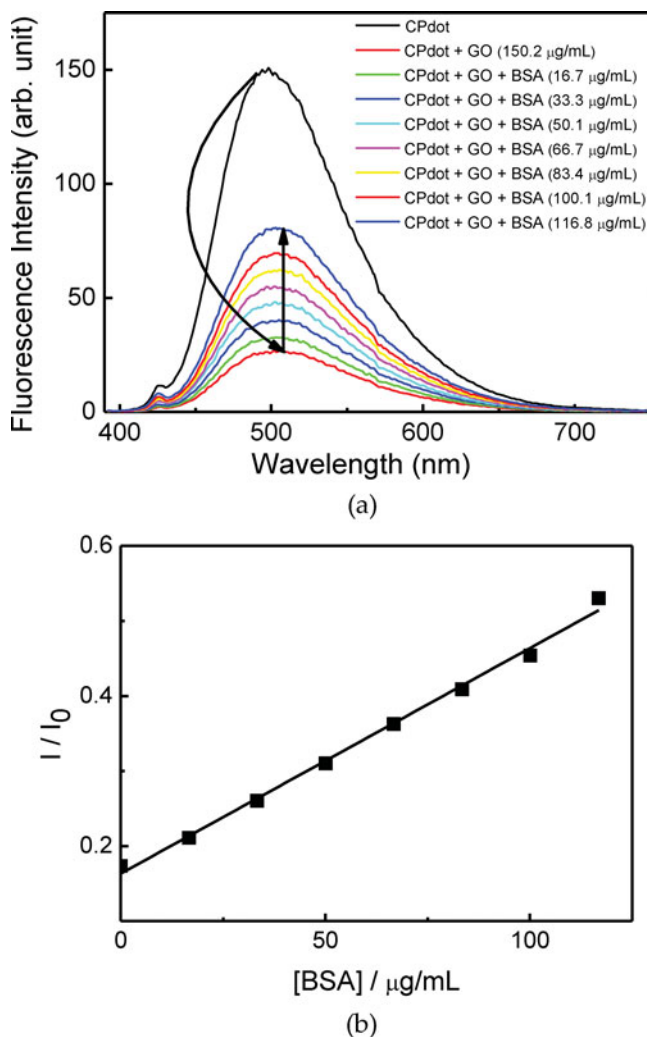 CPdot
CPdot + GO (150.2 μg/mL)
CPdot + GO + BSA (16.7 μg/mL)
CPdot + GO + BSA (33.3 μg/mL)
CPdot + GO + BSA (50.1 μg/mL)
CPdot + GO + BSA (66.7 μg/mL)
CPdot + GO + BSA (83.4 μg/mL)
CPdot + GO + BSA (100.1 μg/mL)
CPdot + GO + BSA (116.8 μg/mL)
Fluorescence Intensity (arb. unit)
150
100
50
0
400 500 600 700
Wavelength (nm)
(a)
0.6
0.4
0.2
I / I0
0 50 100
[BSA] / μg/mL
(b)